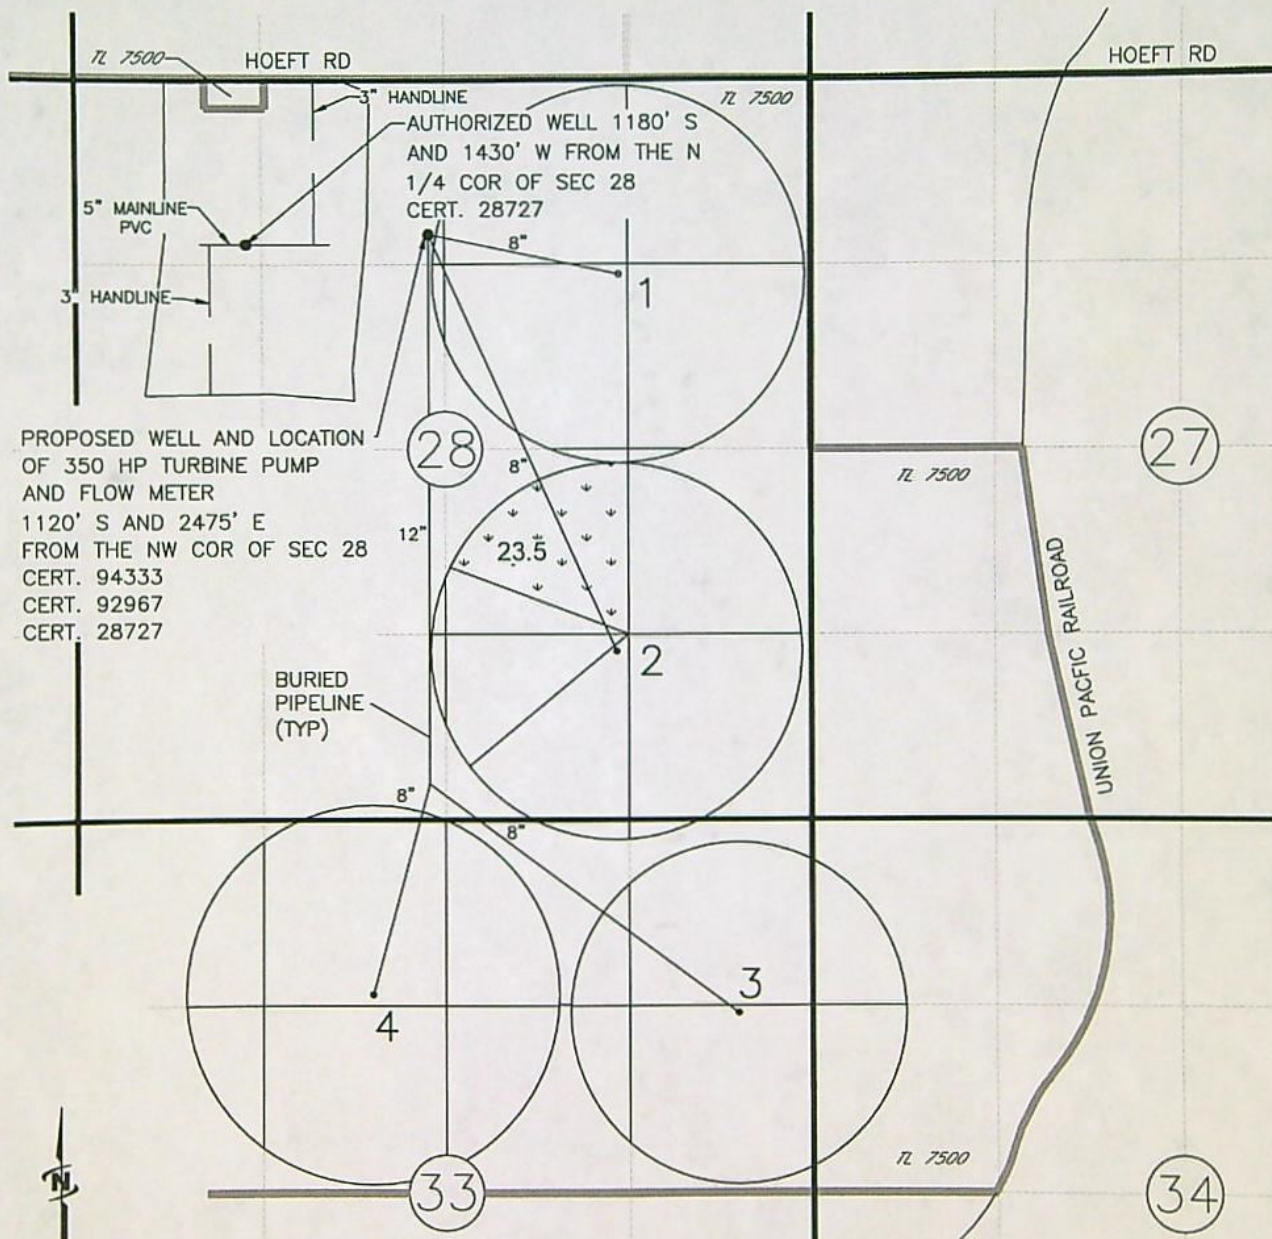 TL 7500
HOEFT RD
HOEFT RD
3" HANDLINE
TL 7500
AUTHORIZED WELL 1180' S
AND 1430' W FROM THE N
1/4 COR OF SEC 28
CERT. 28727
5" MAINLINE
PVC
8"
1
3" HANDLINE
PROPOSED WELL AND LOCATION
OF 350 HP TURBINE PUMP
AND FLOW METER
1120' S AND 2475' E
FROM THE NW COR OF SEC 28
CERT. 94333
CERT. 92967
CERT. 28727
28
27
8"
TL 7500
12"
23.5
UNION PACFIC RAILROAD
2
BURIED
PIPELINE
(TYP)
8"
8"
3
4
TL 7500
N
33
34